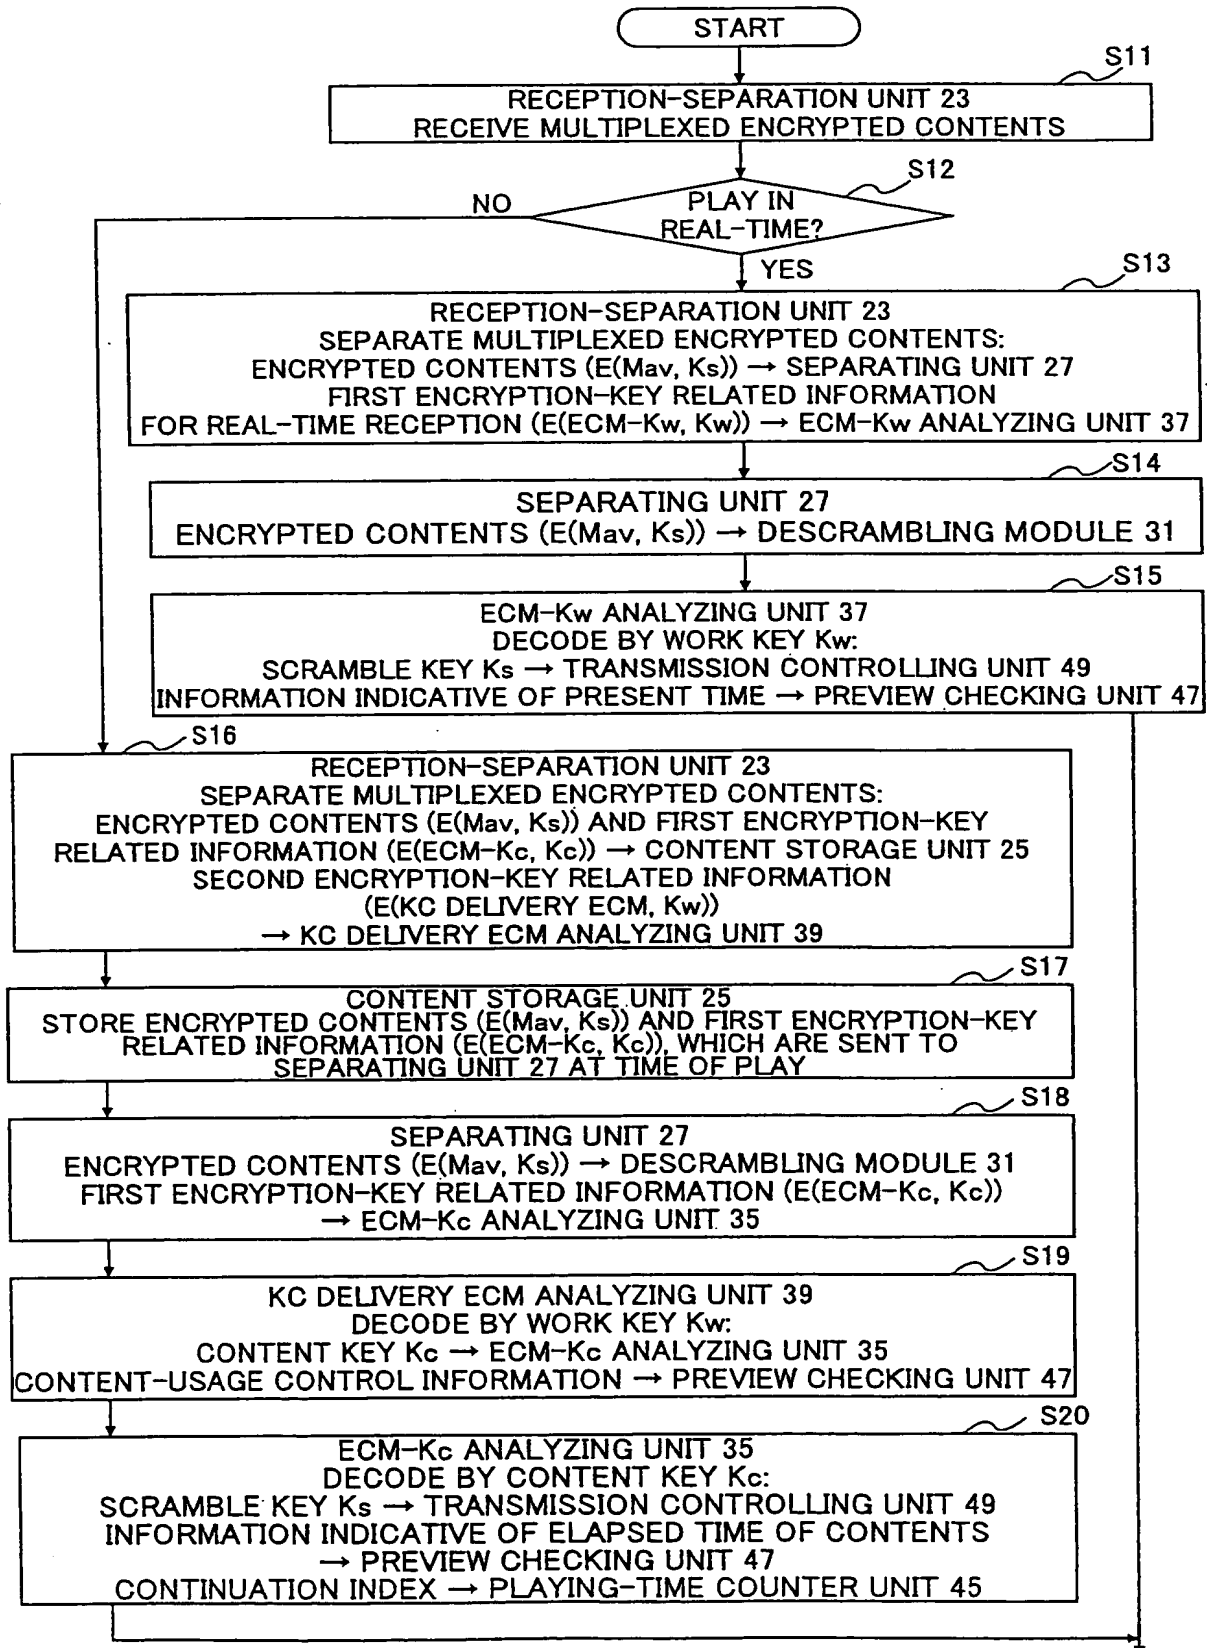 START
S11
RECEPTION-SEPARATION UNIT 23
RECEIVE MULTIPLEXED ENCRYPTED CONTENTS
S12
PLAY IN
REAL-TIME?
NO
YES
S13
RECEPTION-SEPARATION UNIT 23
SEPARATE MULTIPLEXED ENCRYPTED CONTENTS:
ENCRYPTED CONTENTS (E(Mav, Ks)) → SEPARATING UNIT 27
FIRST ENCRYPTION-KEY RELATED INFORMATION
FOR REAL-TIME RECEPTION (E(ECM-Kw, Kw)) → ECM-Kw ANALYZING UNIT 37
S14
SEPARATING UNIT 27
ENCRYPTED CONTENTS (E(Mav, Ks)) → DESCRAMBLING MODULE 31
S15
ECM-Kw ANALYZING UNIT 37
DECODE BY WORK KEY Kw:
SCRAMBLE KEY Ks → TRANSMISSION CONTROLLING UNIT 49
INFORMATION INDICATIVE OF PRESENT TIME → PREVIEW CHECKING UNIT 47
S16
RECEPTION-SEPARATION UNIT 23
SEPARATE MULTIPLEXED ENCRYPTED CONTENTS:
ENCRYPTED CONTENTS (E(Mav, Ks)) AND FIRST ENCRYPTION-KEY
RELATED INFORMATION (E(ECM-Kc, Kc)) → CONTENT STORAGE UNIT 25
SECOND ENCRYPTION-KEY RELATED INFORMATION
(E(KC DELIVERY ECM, Kw))
→ KC DELIVERY ECM ANALYZING UNIT 39
S17
CONTENT STORAGE UNIT 25
STORE ENCRYPTED CONTENTS (E(Mav, Ks)) AND FIRST ENCRYPTION-KEY
RELATED INFORMATION (E(ECM-Kc, Kc)), WHICH ARE SENT TO
SEPARATING UNIT 27 AT TIME OF PLAY
S18
SEPARATING UNIT 27
ENCRYPTED CONTENTS (E(Mav, Ks)) → DESCRAMBLING MODULE 31
FIRST ENCRYPTION-KEY RELATED INFORMATION (E(ECM-Kc, Kc))
→ ECM-Kc ANALYZING UNIT 35
S19
KC DELIVERY ECM ANALYZING UNIT 39
DECODE BY WORK KEY Kw:
CONTENT KEY Kc → ECM-Kc ANALYZING UNIT 35
CONTENT-USAGE CONTROL INFORMATION → PREVIEW CHECKING UNIT 47
S20
ECM-Kc ANALYZING UNIT 35
DECODE BY CONTENT KEY Kc:
SCRAMBLE KEY Ks → TRANSMISSION CONTROLLING UNIT 49
INFORMATION INDICATIVE OF ELAPSED TIME OF CONTENTS
→ PREVIEW CHECKING UNIT 47
CONTINUATION INDEX → PLAYING-TIME COUNTER UNIT 45